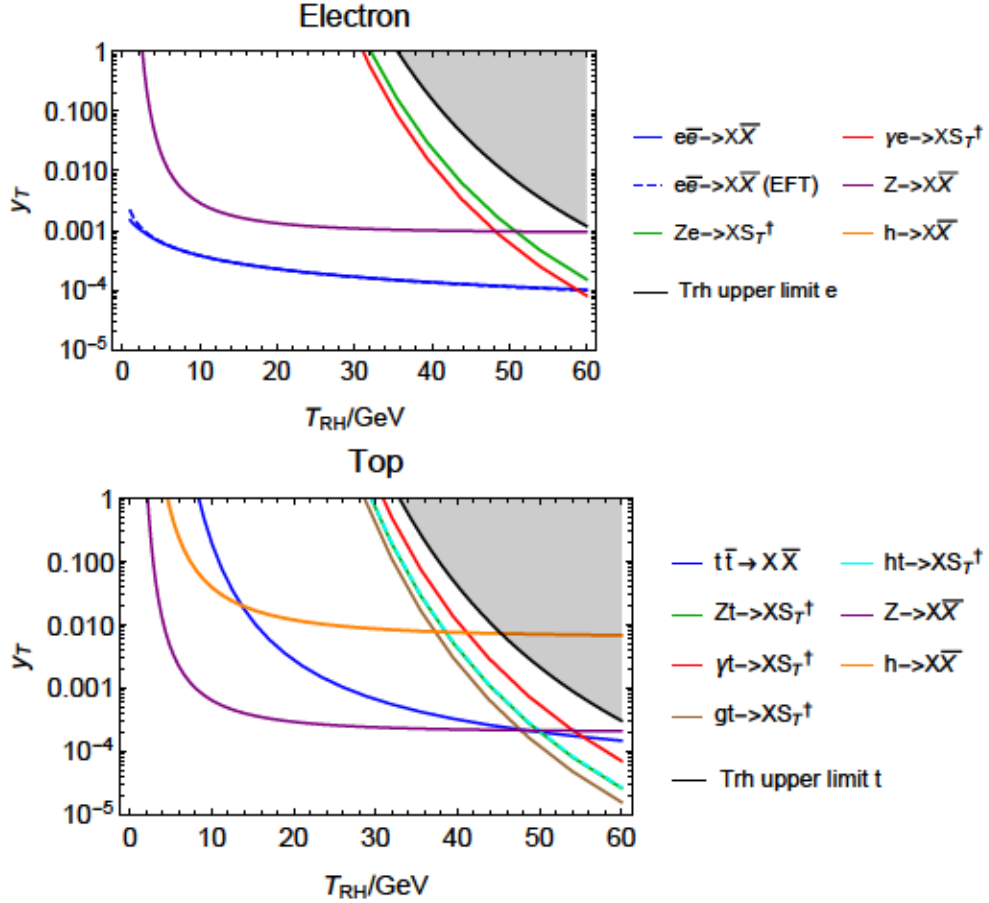 Electron
1
0.100
0.010
0.001
10⁻⁴
10⁻⁵
y_T
0 10 20 30 40 50 60
T_RH/GeV
ee̅->XX̅ γe->XS_T†
ee̅->XX̅ (EFT) Z->XX̅
Ze->XS_T† h->XX̅
Trh upper limit e
Top
1
0.100
0.010
0.001
10⁻⁴
10⁻⁵
y_T
0 10 20 30 40 50 60
T_RH/GeV
tt̅ → XX̅ ht->XS_T†
Zt->XS_T† Z->XX̅
γt->XS_T† h->XX̅
gt->XS_T†
Trh upper limit t